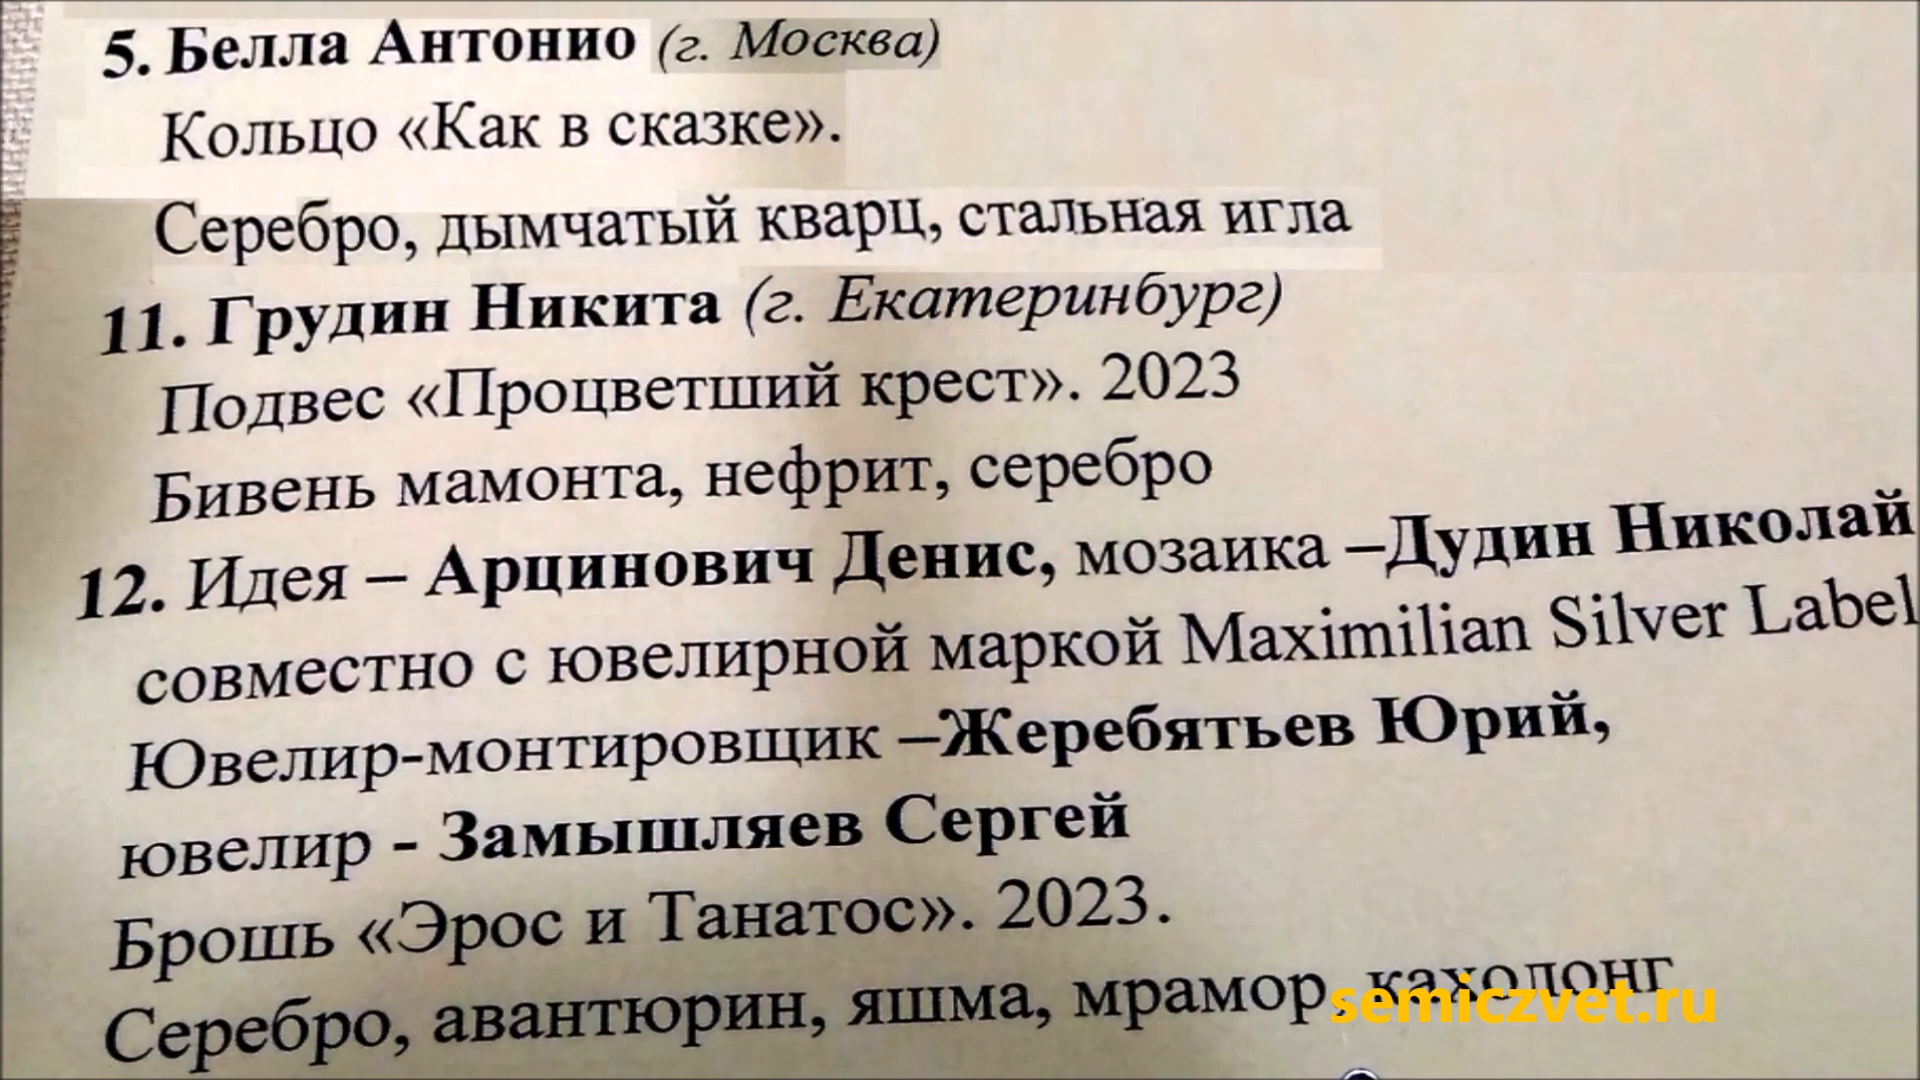 5. Белла Антонио (г. Москва)
Кольцо «Как в сказке».
Серебро, дымчатый кварц, стальная игла
11. Грудин Никита (г. Екатеринбург)
Подвес «Процветший крест». 2023
Бивень мамонта, нефрит, серебро
12. Идея – Арцинович Денис, мозаика –Дудин Николай
совместно с ювелирной маркой Maximilian Silver Label
Ювелир-монтировщик –Жеребятьев Юрий,
ювелир - Замышляев Сергей
Брошь «Эрос и Танатос». 2023.
Серебро, авантюрин, яшма, мрамор, кахолонг
semiczvet.ru